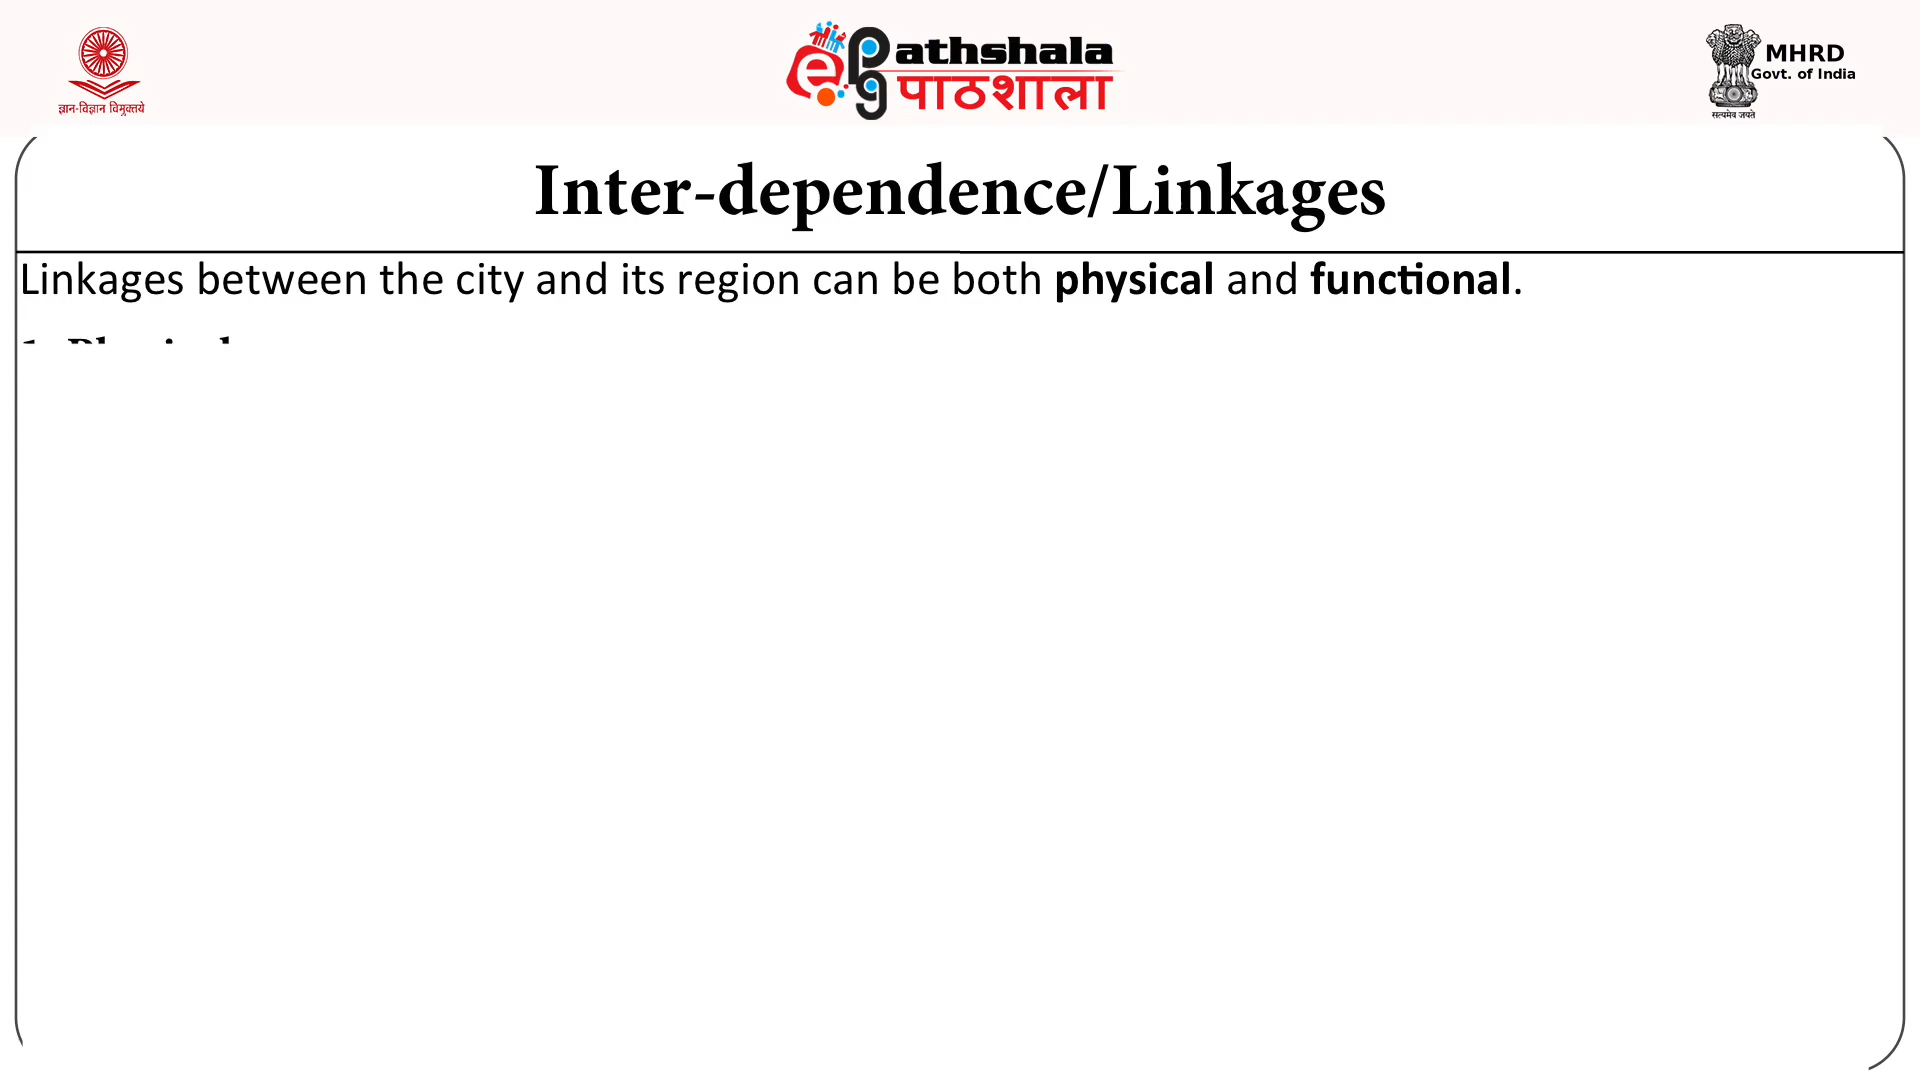 ज्ञान-विज्ञान विमुक्तये
e
pg
athshala
पाठशाला
MHRD
Govt. of India
सत्यमेव जयते
Inter-dependence/Linkages
Linkages between the city and its region can be both physical and functional.